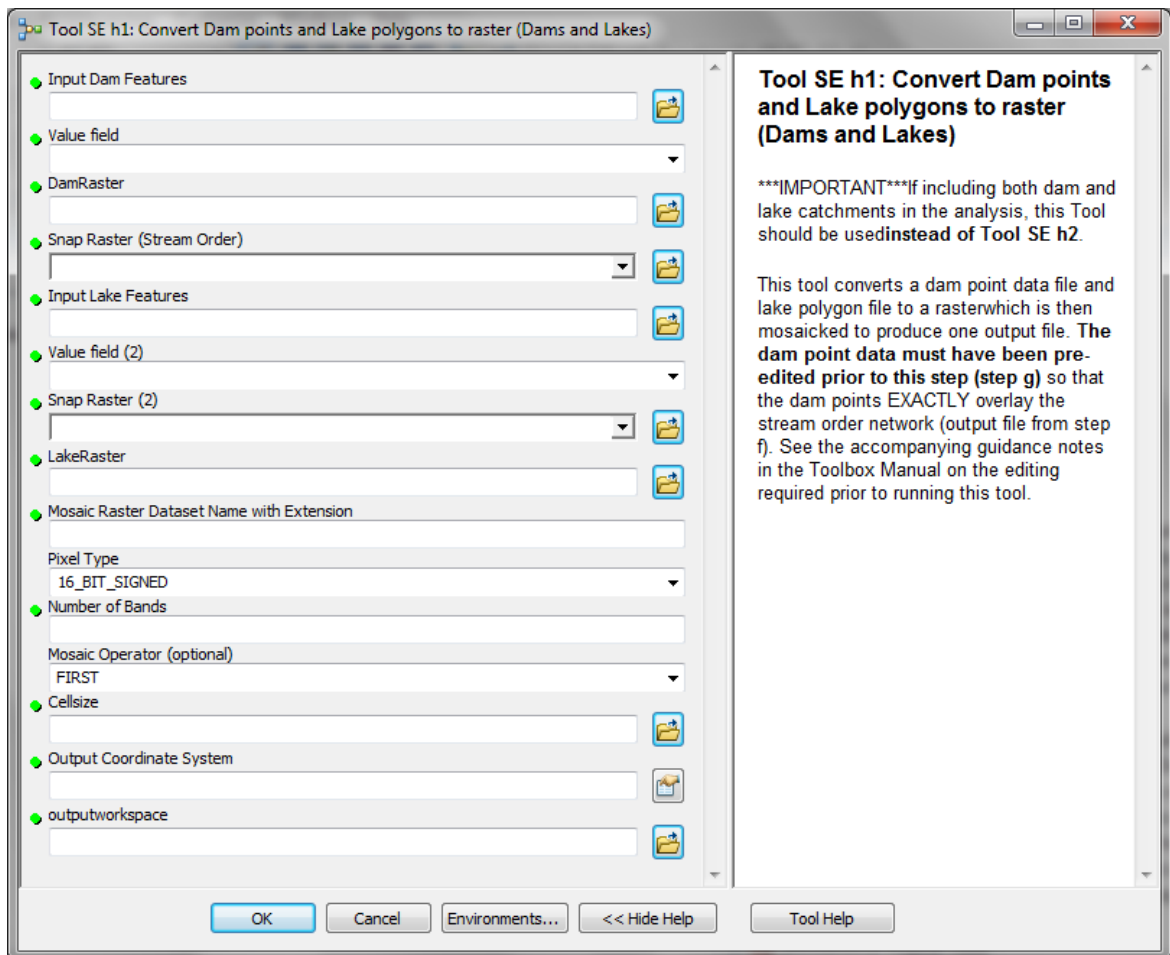 Tool SE h1: Convert Dam points and Lake polygons to raster (Dams and Lakes)
Input Dam Features
Value field
DamRaster
Snap Raster (Stream Order)
Input Lake Features
Value field (2)
Snap Raster (2)
LakeRaster
Mosaic Raster Dataset Name with Extension
Pixel Type
16_BIT_SIGNED
Number of Bands
Mosaic Operator (optional)
FIRST
Cellsize
Output Coordinate System
outputworkspace
Tool SE h1: Convert Dam points
and Lake polygons to raster
(Dams and Lakes)
***IMPORTANT***If including both dam and
lake catchments in the analysis, this Tool
should be usedinstead of Tool SE h2.
This tool converts a dam point data file and
lake polygon file to a rasterwhich is then
mosaicked to produce one output file. The
dam point data must have been pre-
edited prior to this step (step g) so that
the dam points EXACTLY overlay the
stream order network (output file from step
f). See the accompanying guidance notes
in the Toolbox Manual on the editing
required prior to running this tool.
OK
Cancel
Environments...
<< Hide Help
Tool Help